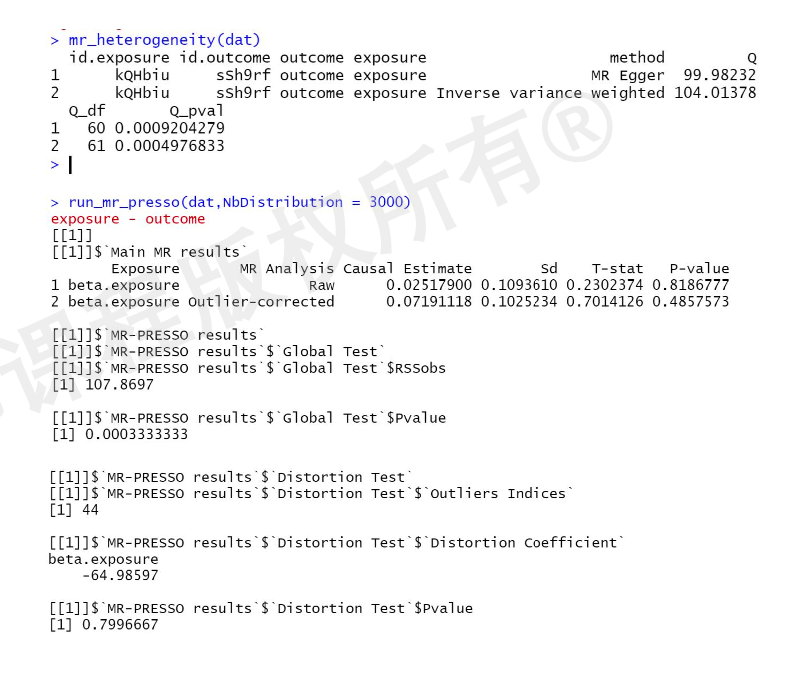 > mr_heterogeneity(dat)
  id.exposure id.outcome outcome exposure                    method         Q
1      kQHbiu     sSh9rf outcome exposure                  MR Egger  99.98232
2      kQHbiu     sSh9rf outcome exposure Inverse variance weighted 104.01378
  Q_df       Q_pval
1   60 0.0009204279
2   61 0.0004976833
>
> run_mr_presso(dat,NbDistribution = 3000)
exposure - outcome
[[1]]
[[1]]$`Main MR results`
       Exposure       MR Analysis Causal Estimate        Sd    T-stat   P-value
1 beta.exposure               Raw      0.02517900 0.1093610 0.2302374 0.8186777
2 beta.exposure Outlier-corrected      0.07191118 0.1025234 0.7014126 0.4857573
[[1]]$`MR-PRESSO results`
[[1]]$`MR-PRESSO results`$`Global Test`
[[1]]$`MR-PRESSO results`$`Global Test`$RSSobs
[1] 107.8697
[[1]]$`MR-PRESSO results`$`Global Test`$Pvalue
[1] 0.0003333333
[[1]]$`MR-PRESSO results`$`Distortion Test`
[[1]]$`MR-PRESSO results`$`Distortion Test`$`Outliers Indices`
[1] 44
[[1]]$`MR-PRESSO results`$`Distortion Test`$`Distortion Coefficient`
beta.exposure
    -64.98597
[[1]]$`MR-PRESSO results`$`Distortion Test`$Pvalue
[1] 0.7996667
课程版权所有®